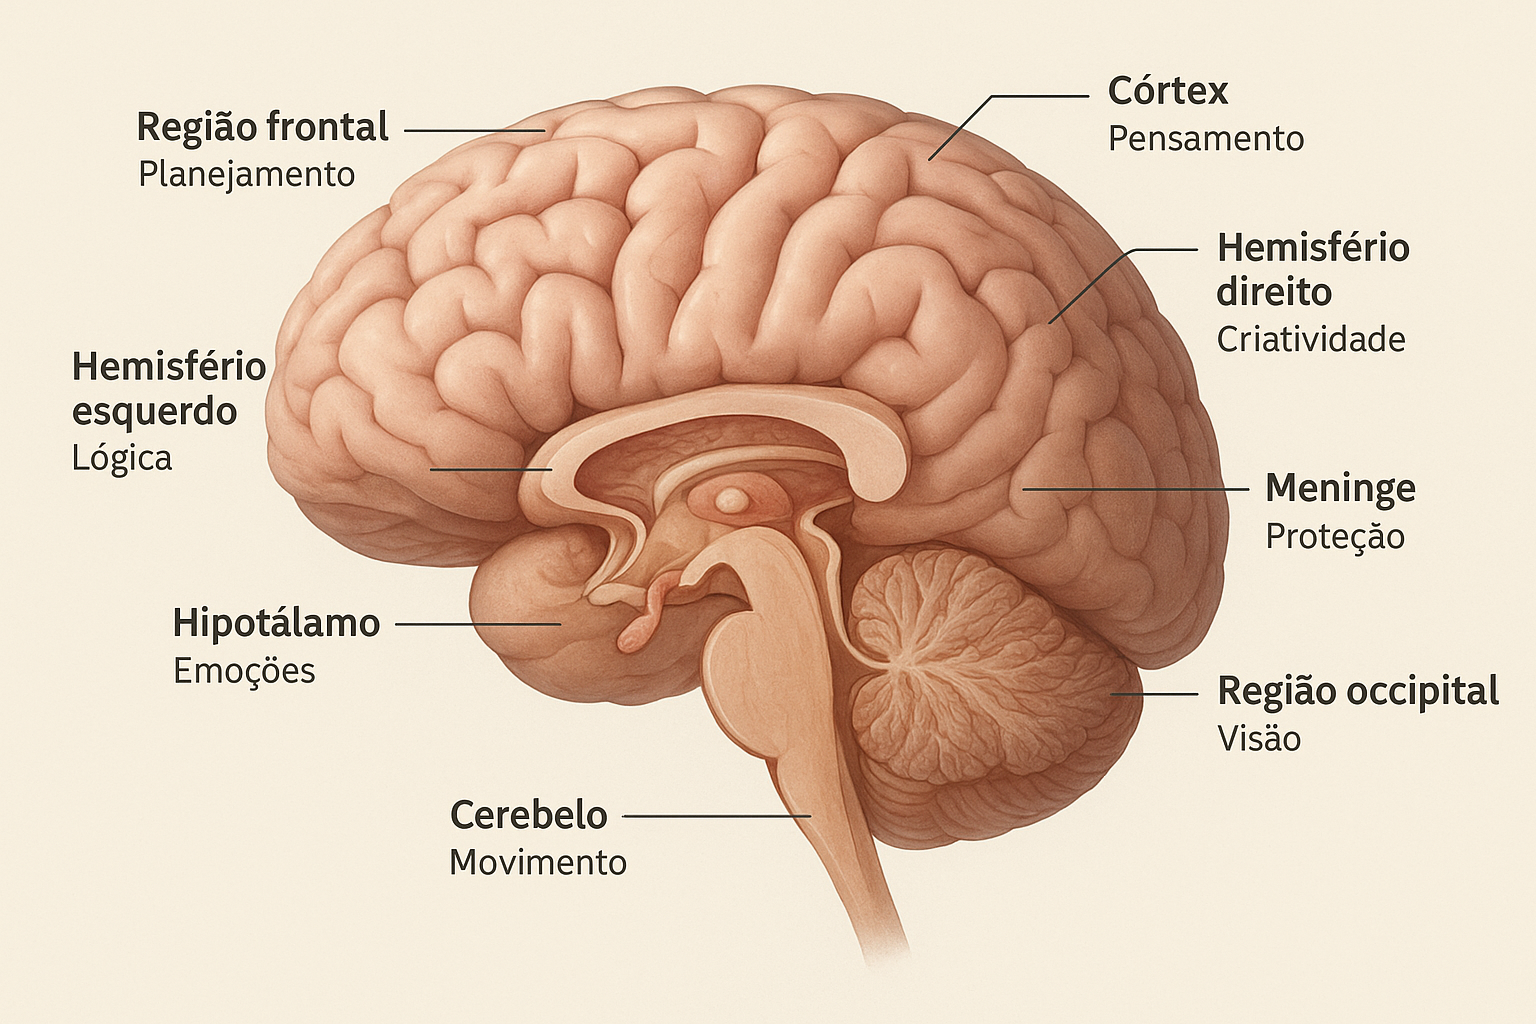 Córtex
Pensamento
Região frontal
Planejamento
Hemisfério
direito
Criatividade
Hemisfério
esquerdo
Lógica
Meninge
Proteção
Hipotálamo
Emoções
Região occipital
Visão
Cerebelo
Movimento